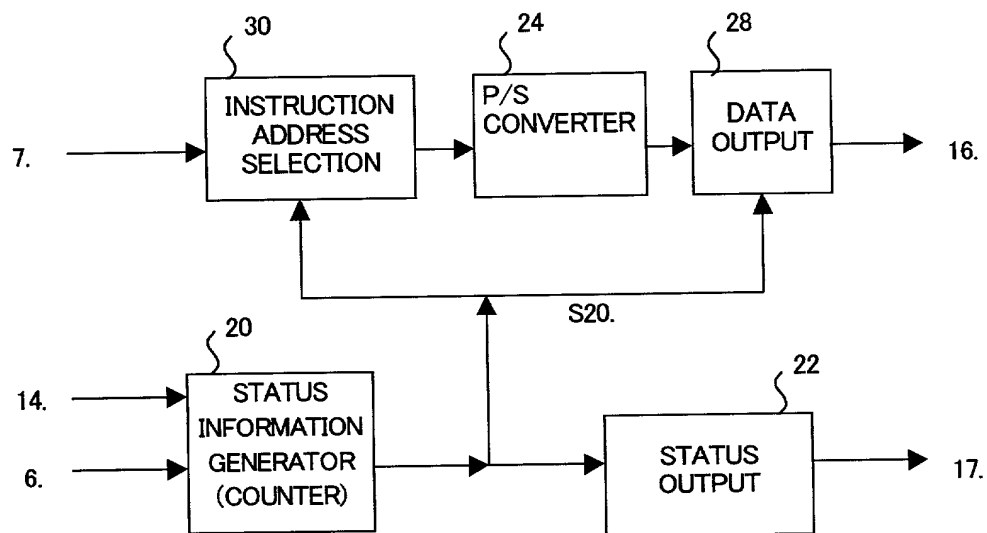 30
24
28
INSTRUCTION
ADDRESS
SELECTION
P/S
CONVERTER
DATA
OUTPUT
7.
16.
S20.
20
22
14.
6.
STATUS
INFORMATION
GENERATOR
(COUNTER)
STATUS
OUTPUT
17.